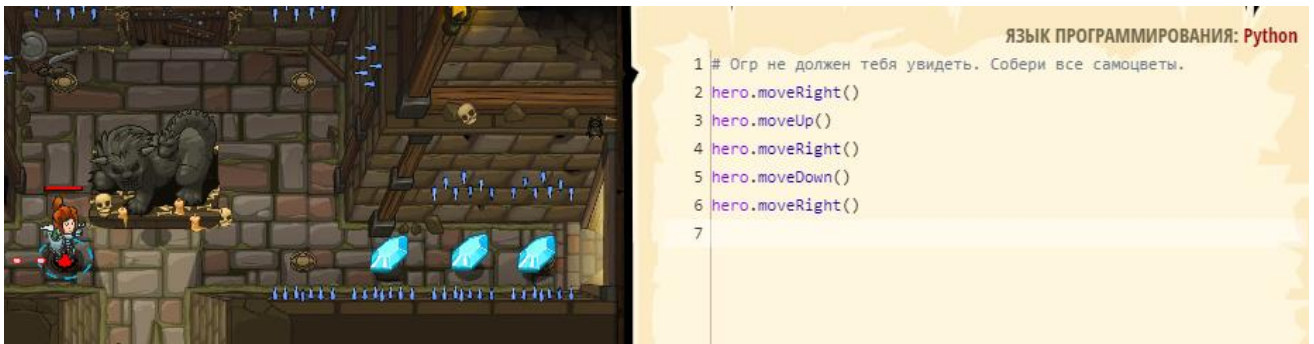 ЯЗЫК ПРОГРАММИРОВАНИЯ: Python
1 # Огр не должен тебя увидеть. Собери все самоцветы.
2 hero.moveRight()
3 hero.moveUp()
4 hero.moveRight()
5 hero.moveDown()
6 hero.moveRight()
7